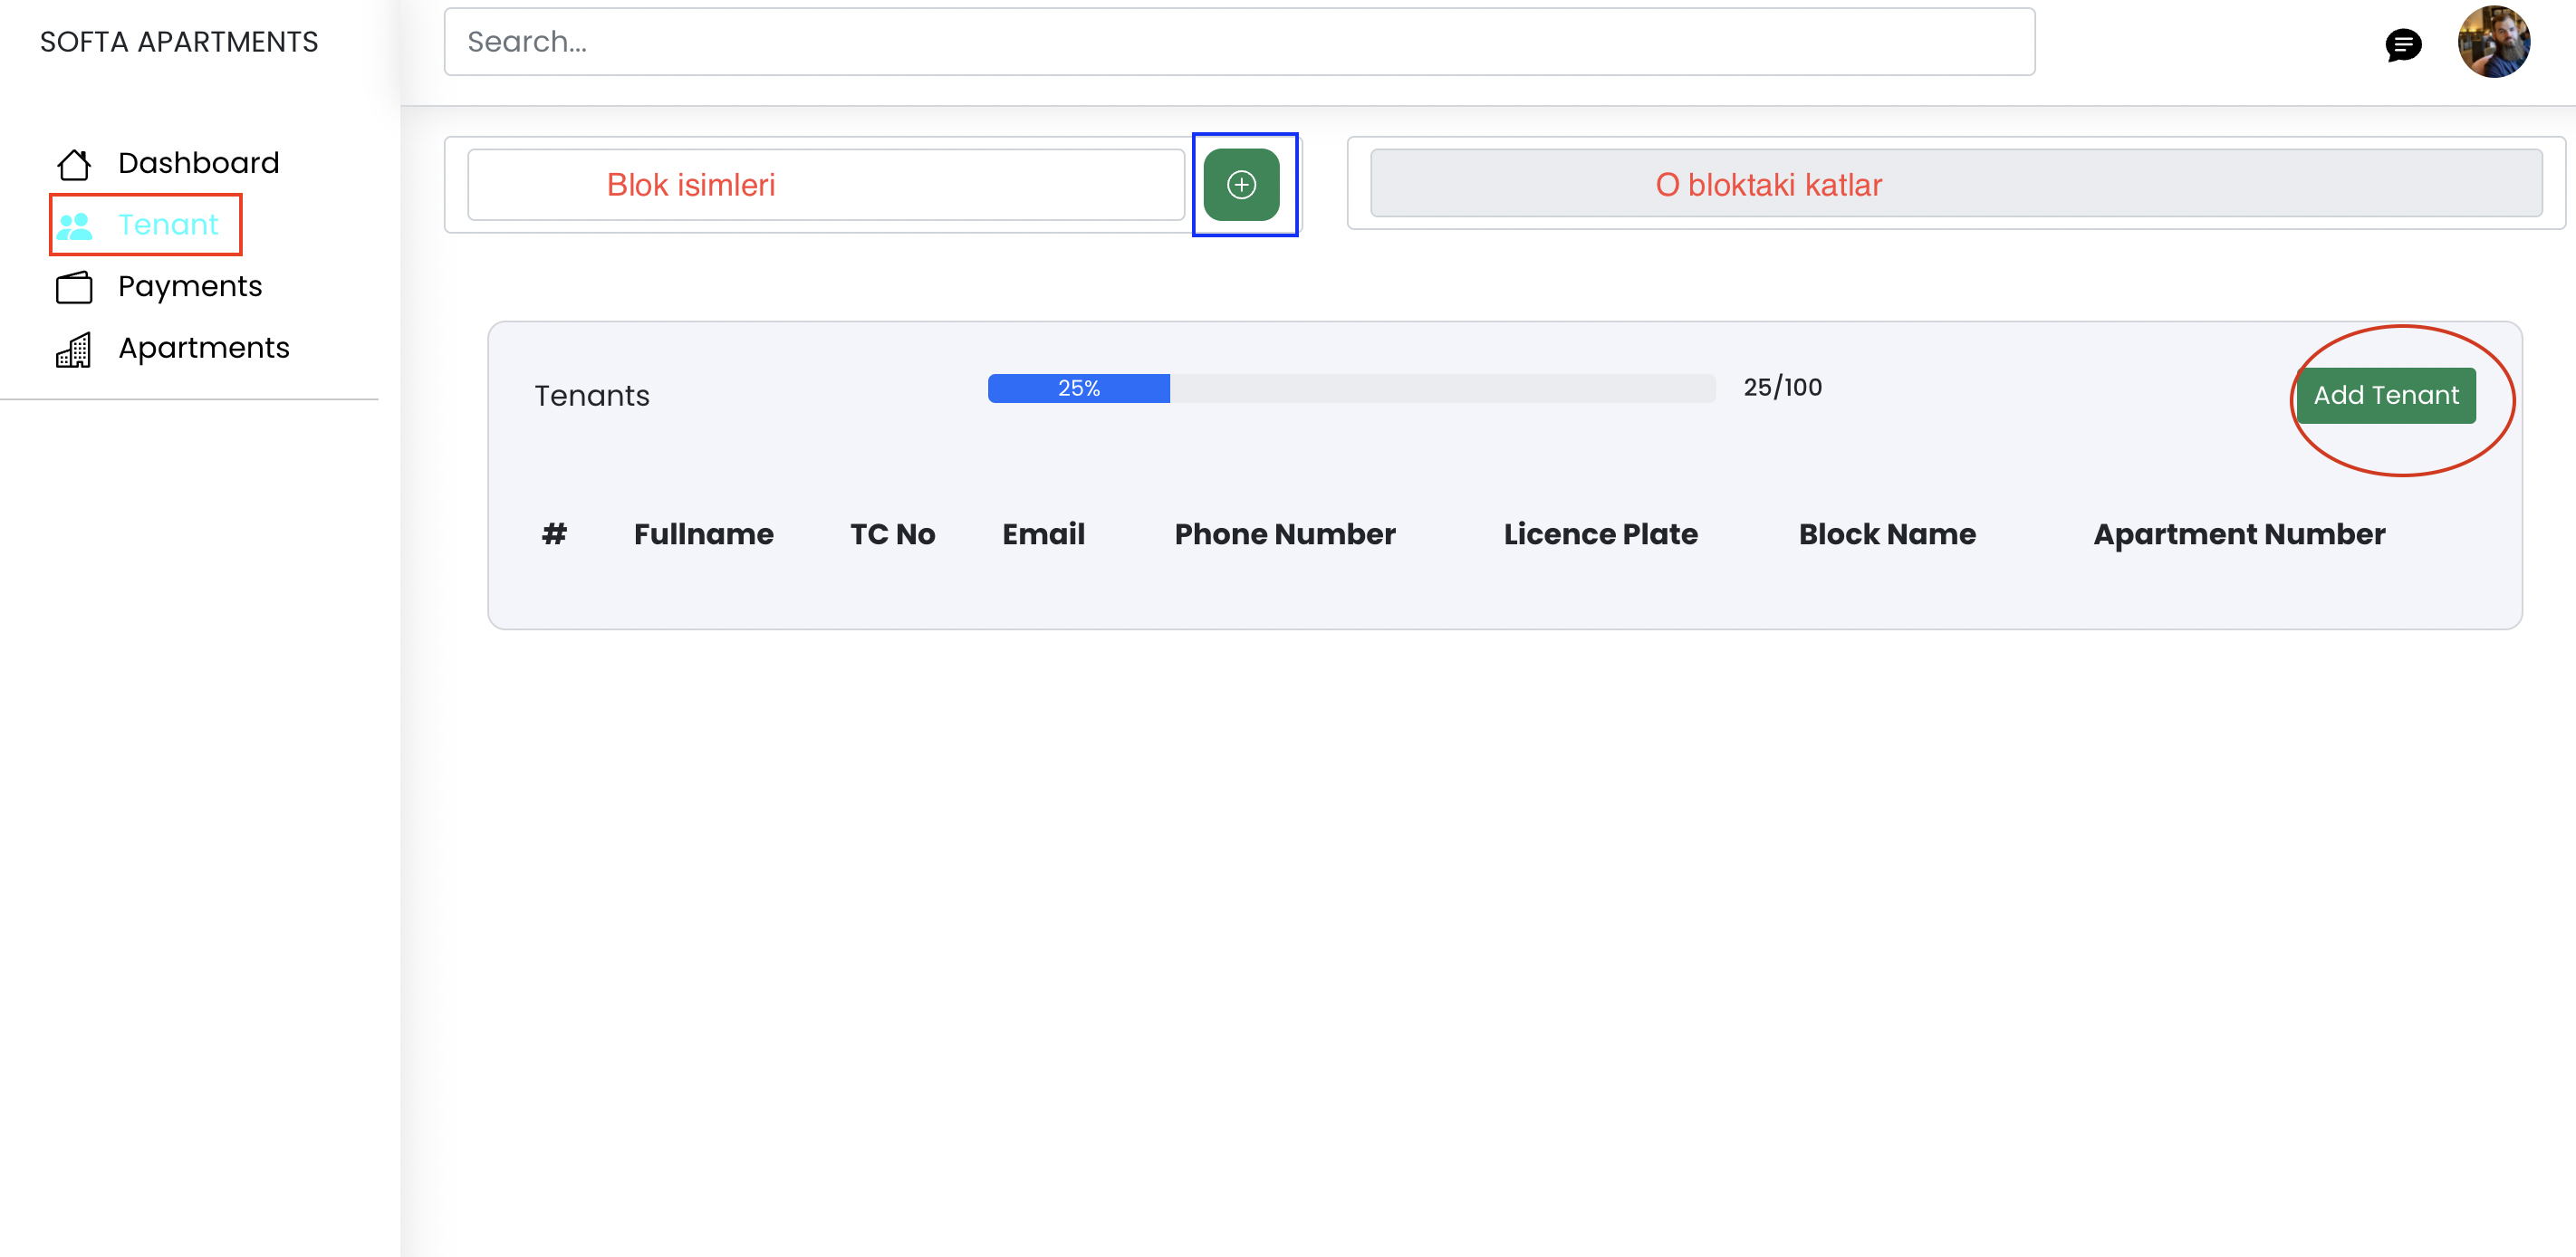 SOFTA APARTMENTS
Search...
Dashboard
Tenant
Payments
Apartments
Blok isimleri
O bloktaki katlar
Tenants
25%
25/100
Add Tenant
# Fullname TC No Email Phone Number Licence Plate Block Name Apartment Number